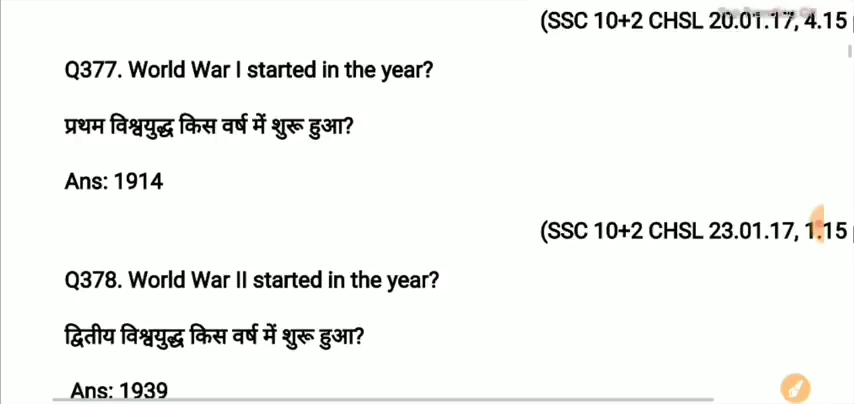 (SSC 10+2 CHSL 20.01.17, 4.15
Q377. World War I started in the year?
प्रथम विश्वयुद्ध किस वर्ष में शुरू हुआ?
Ans: 1914
(SSC 10+2 CHSL 23.01.17, 1.15
Q378. World War II started in the year?
द्वितीय विश्वयुद्ध किस वर्ष में शुरू हुआ?
Ans: 1939